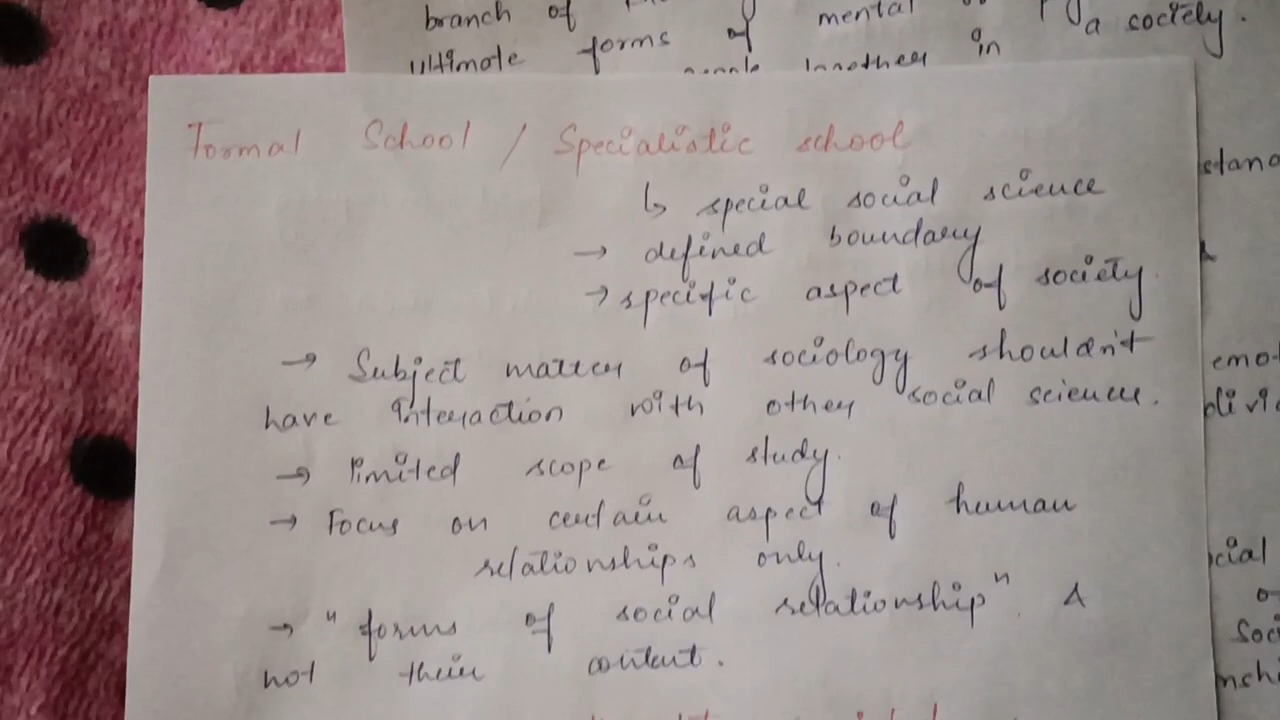 branch of mental
a society.
ultimate forms of in
people Innother
Formal School / Specialistic school
↳ special social science
→ defined boundary
→ specific aspect of society.
→ Subject matter of sociology shouldn't
have interaction with other social science.
→ limited scope of study.
→ Focus on certain aspect of human
relationships only.
→ "forms of social relationship" &
not their content.